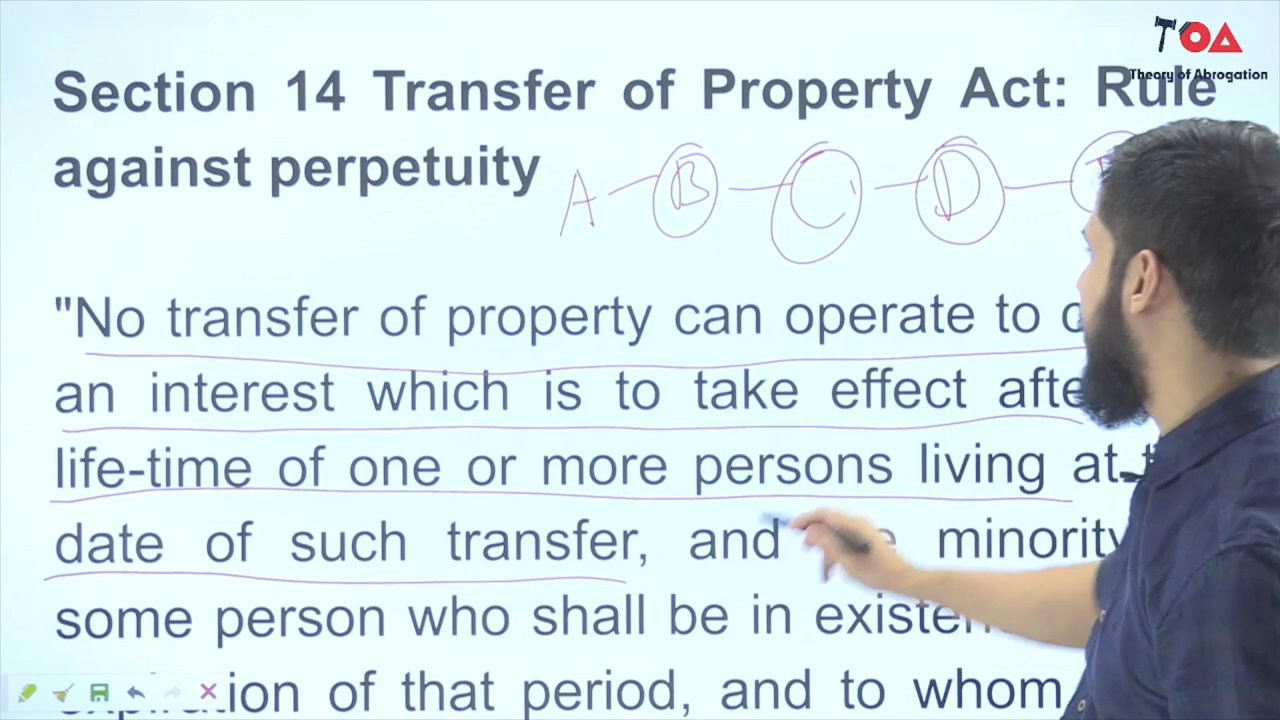 TOA
Theory of Abrogation
Section 14 Transfer of Property Act: Rule
against perpetuity
A B C D
"No transfer of property can operate to
an interest which is to take effect
life-time of one or more persons living at
date of such transfer, and minority
some person who shall be in
of that period, and to whom